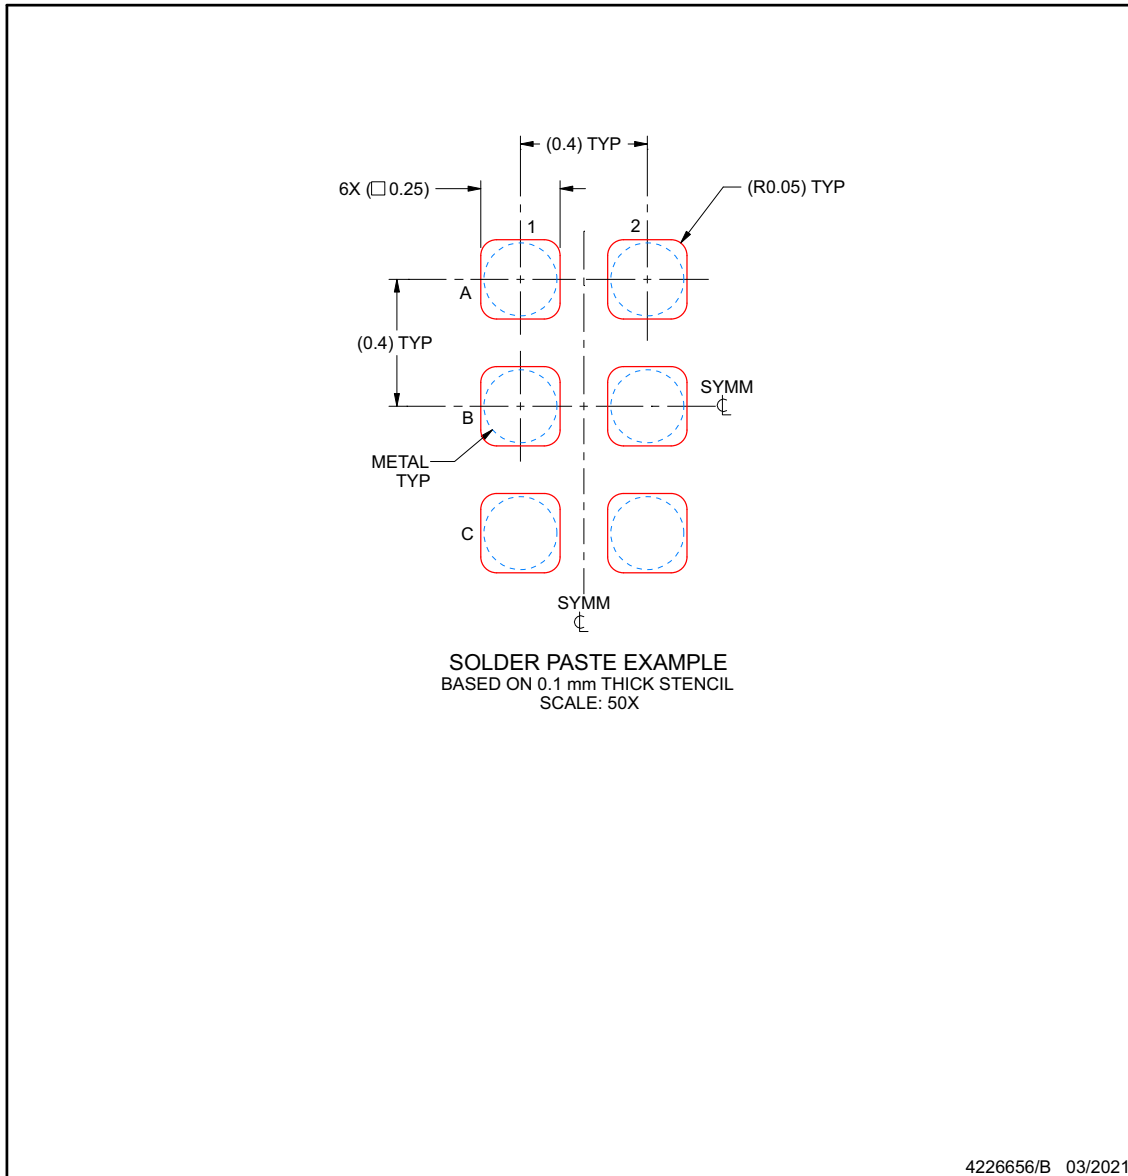 (0.4) TYP
6X (□ 0.25)
(R0.05) TYP
1
2
A
(0.4) TYP
SYMM
℄
B
METAL
TYP
C
SYMM
℄
SOLDER PASTE EXAMPLE
BASED ON 0.1 mm THICK STENCIL
SCALE: 50X
4226656/B 03/2021